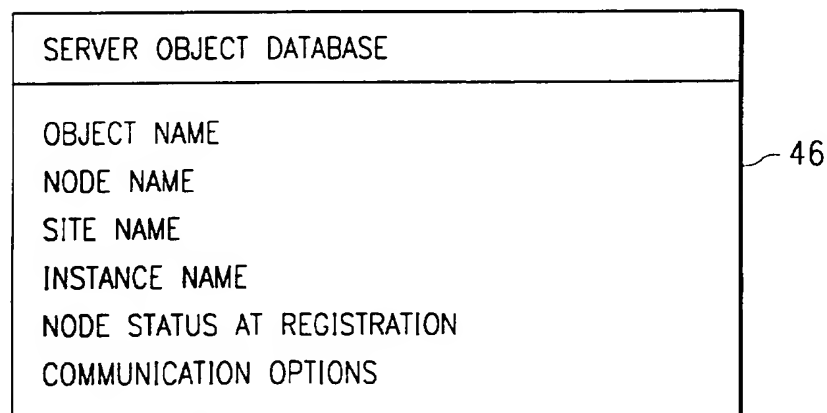 SERVER OBJECT DATABASE
OBJECT NAME
46
NODE NAME
SITE NAME
INSTANCE NAME
NODE STATUS AT REGISTRATION
COMMUNICATION OPTIONS